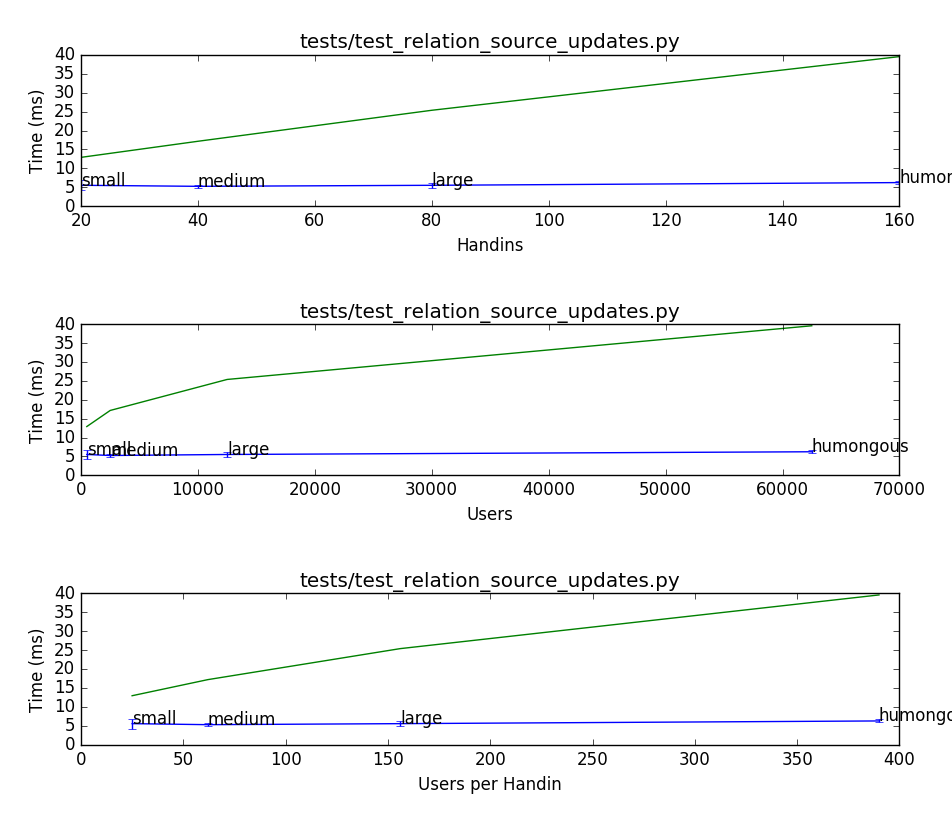 tests/test_relation_source_updates.py
40
35
30
25
20
15
10
5
0
Time (ms)
small medium large humon
20 40 60 80 100 120 140 160
Handins
tests/test_relation_source_updates.py
40
35
30
25
20
15
10
5
0
Time (ms)
small medium large humongous
0 10000 20000 30000 40000 50000 60000 70000
Users
tests/test_relation_source_updates.py
40
35
30
25
20
15
10
5
0
Time (ms)
small medium large humongo
0 50 100 150 200 250 300 350 400
Users per Handin